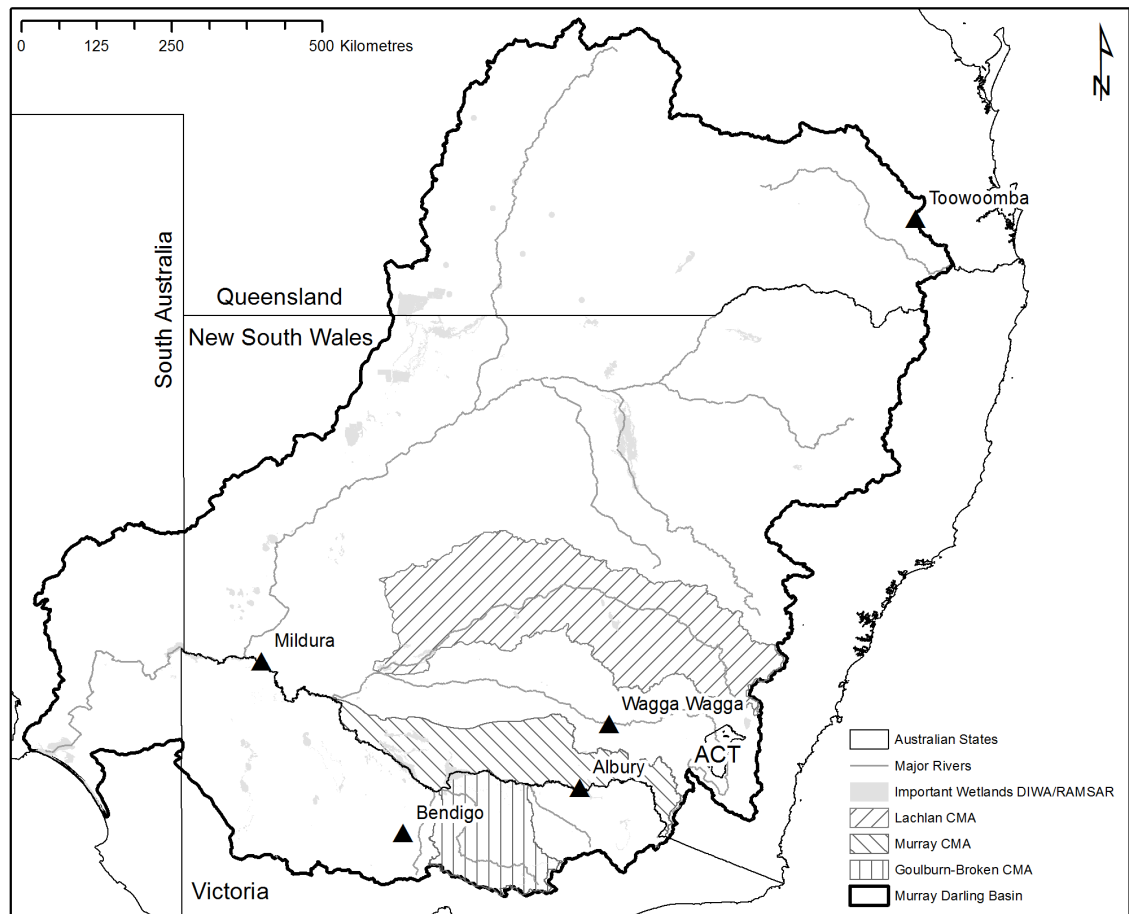 0 125 250 500 Kilometres
N
Toowoomba
South Australia
Queensland
New South Wales
Mildura
Wagga Wagga
ACT
Albury
Bendigo
Victoria
Australian States
Major Rivers
Important Wetlands DIWA/RAMSAR
Lachlan CMA
Murray CMA
Goulburn-Broken CMA
Murray Darling Basin